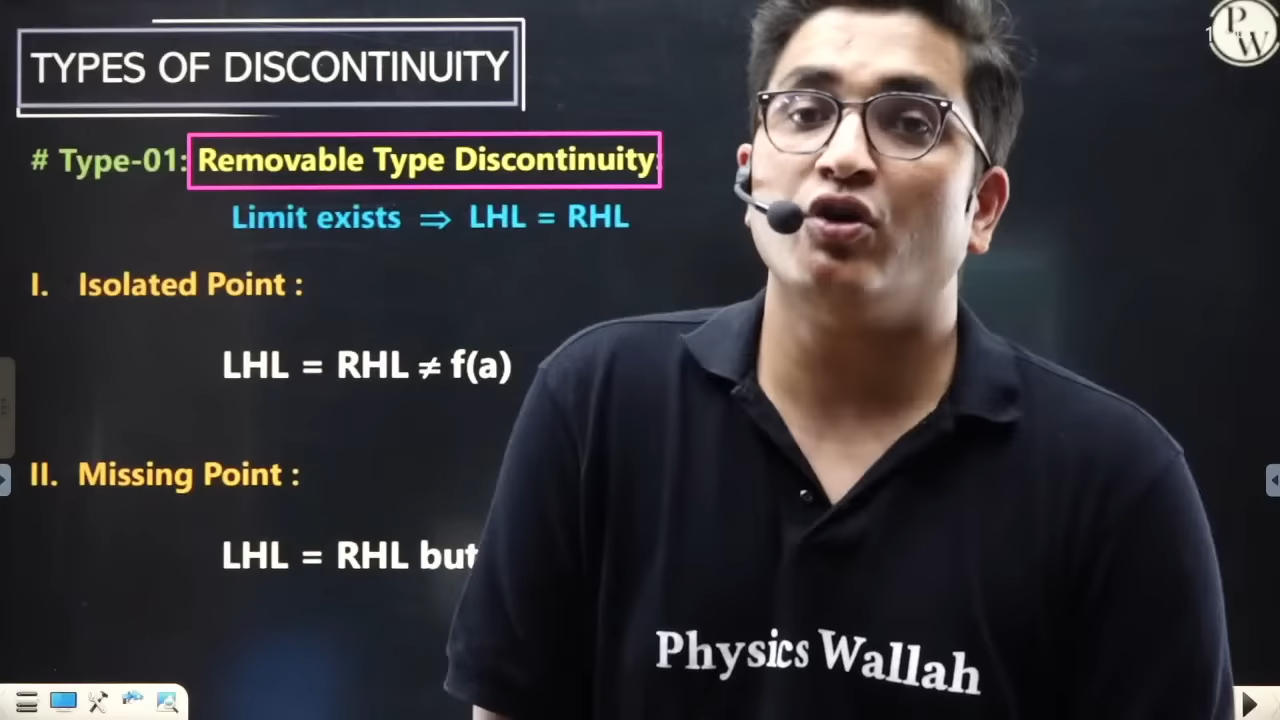 TYPES OF DISCONTINUITY
P
W
# Type-01: Removable Type Discontinuity:
Limit exists ⇒ LHL = RHL
I. Isolated Point :
LHL = RHL ≠ f(a)
II. Missing Point :
LHL = RHL but
Physics Wallah